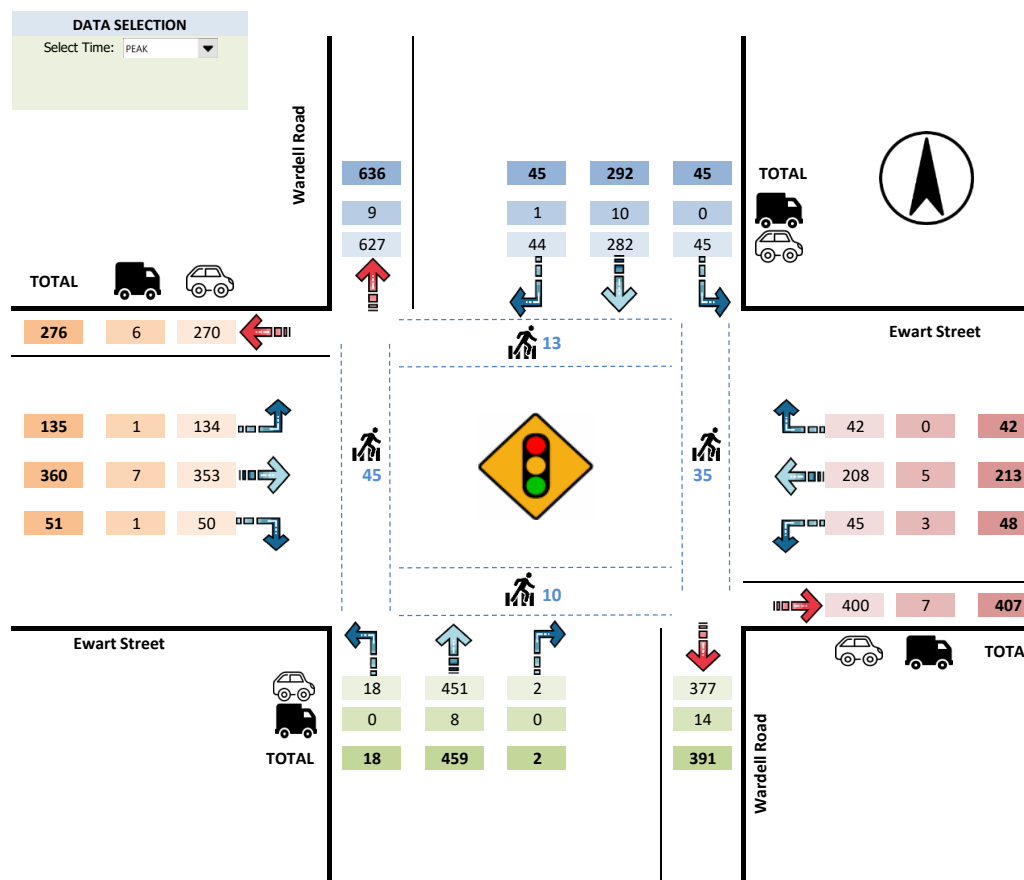 DATA SELECTION
Select Time: PEAK
Wardell Road
636 45 292 45 TOTAL
9 1 10 0
627 44 282 45
TOTAL
276 6 270
Ewart Street
13
135 1 134
45
35
42 0 42
360 7 353
208 5 213
51 1 50
45 3 48
10
400 7 407
Ewart Street
TOTA
18 451 2 377
0 8 0 14
TOTAL 18 459 2 391
Wardell Road